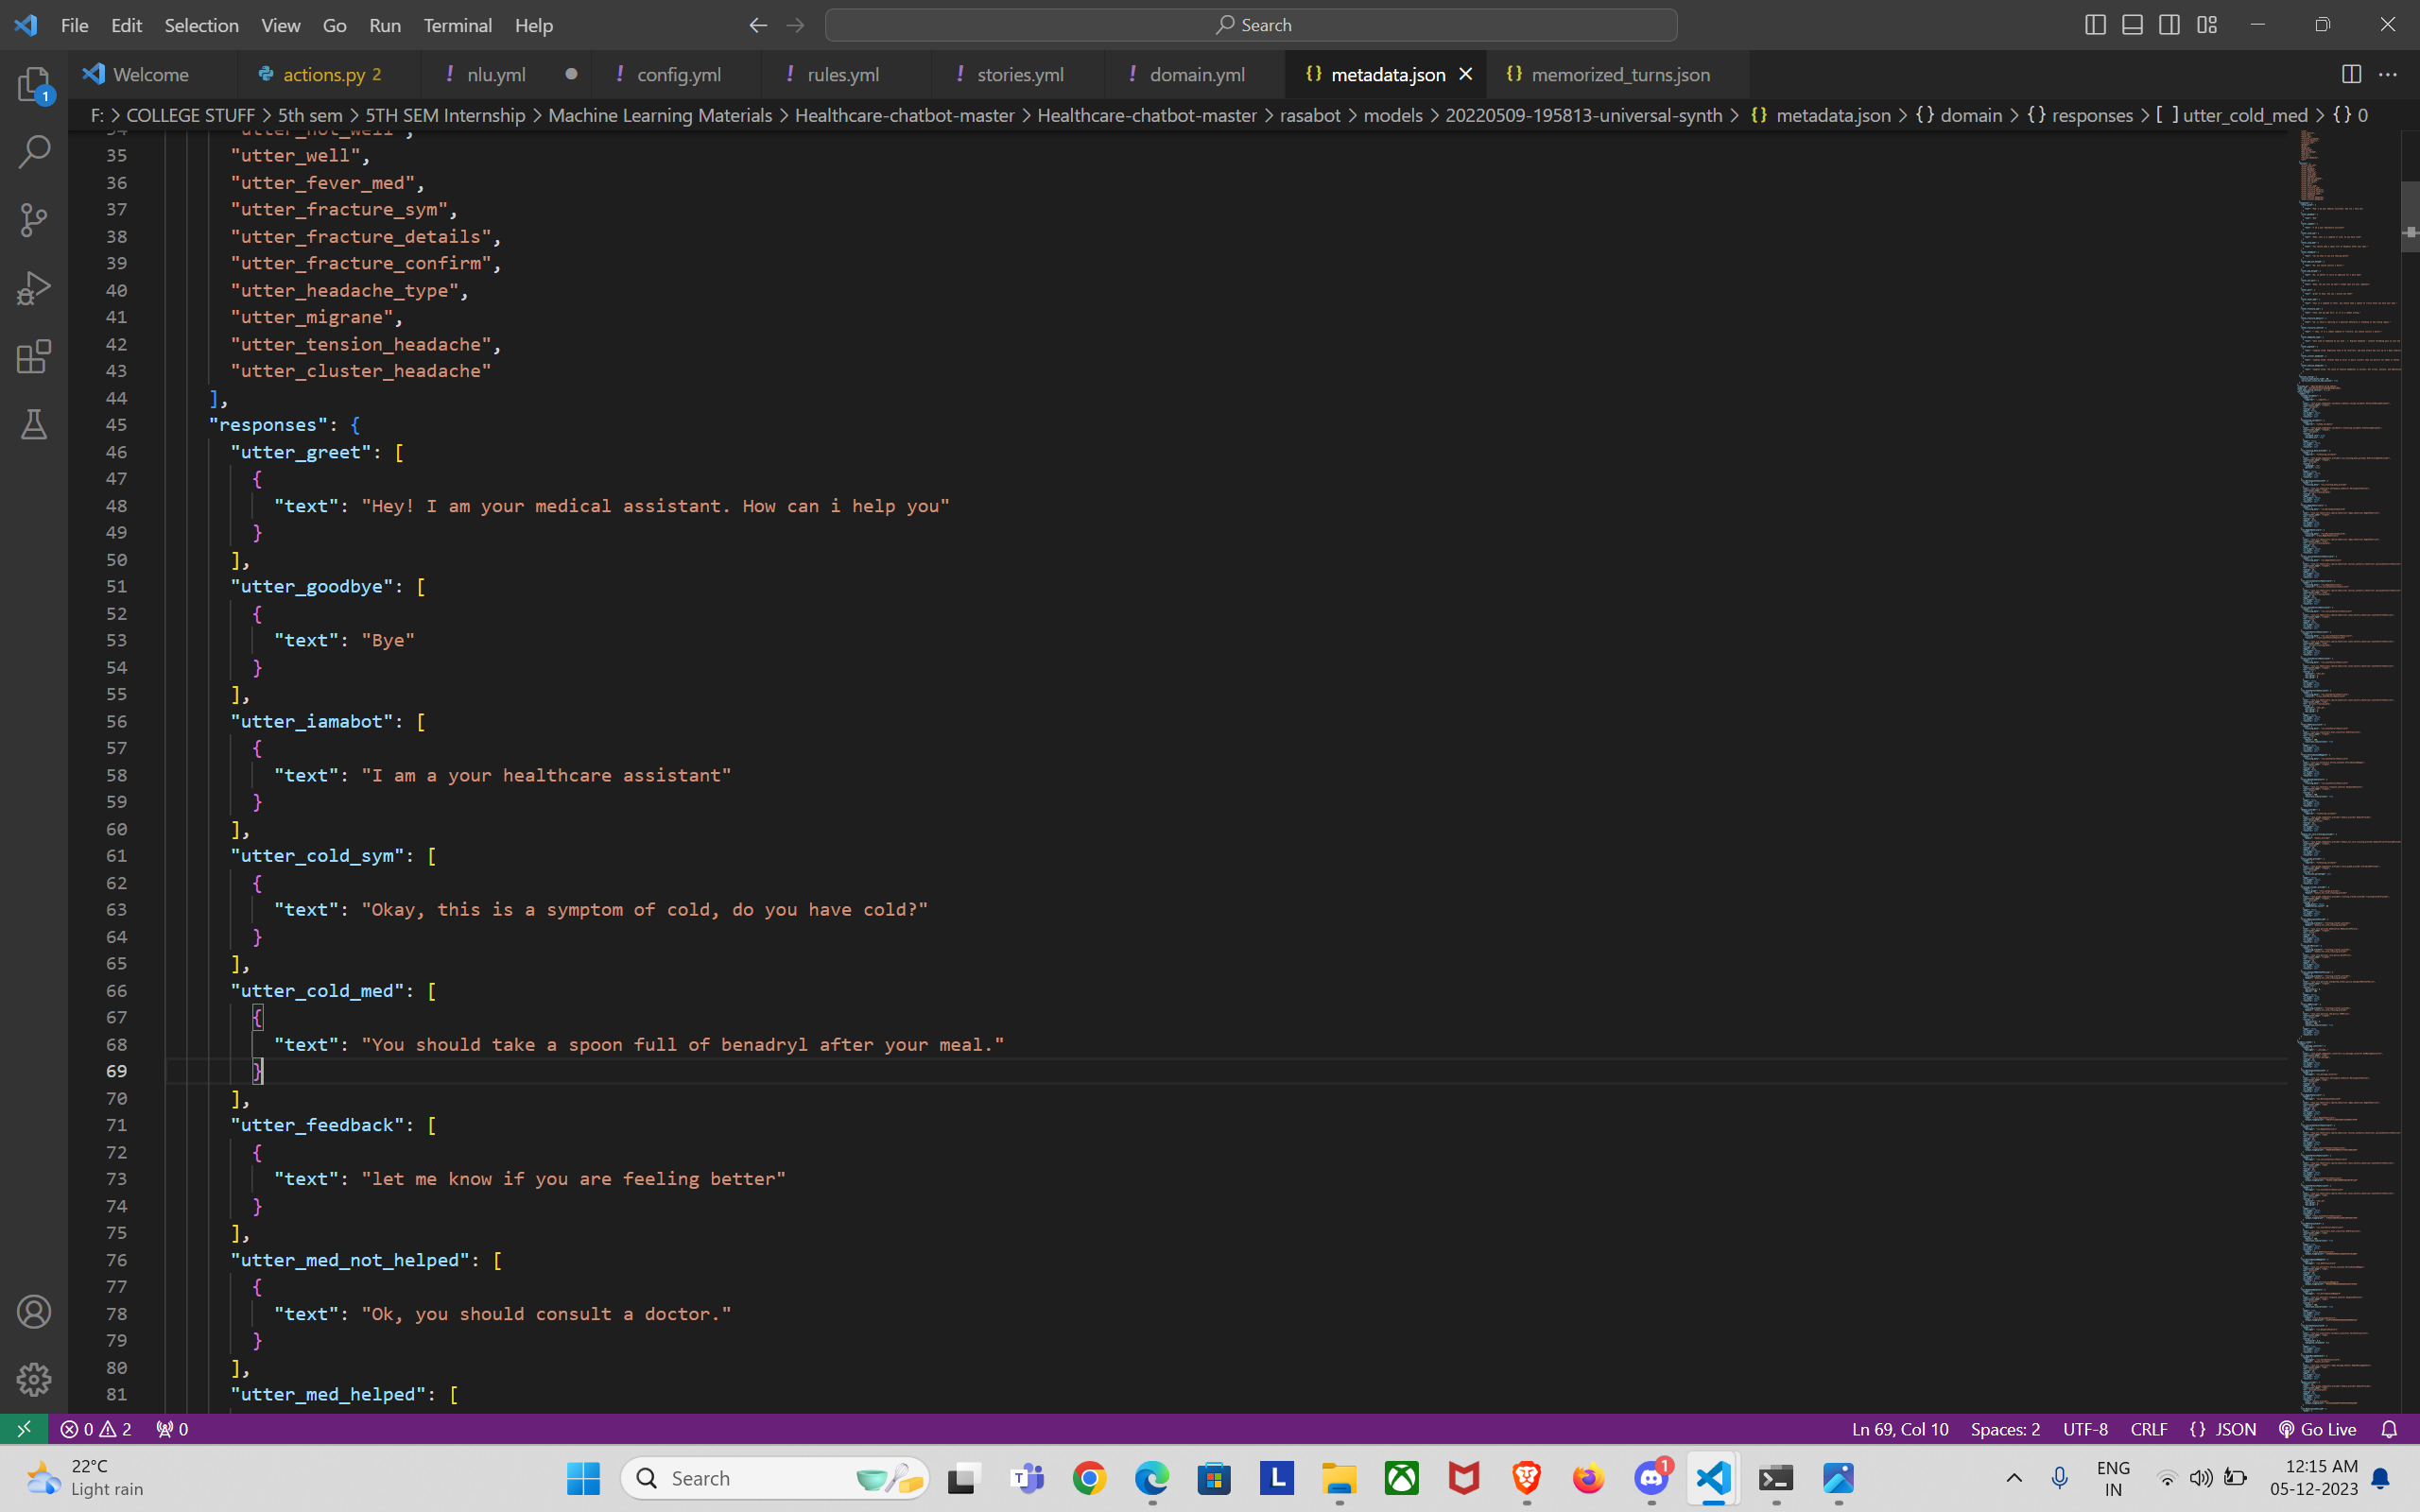 File Edit Selection View Go Run Terminal Help
Search
Welcome
actions.py 2
nlu.yml
config.yml
rules.yml
stories.yml
domain.yml
metadata.json
memorized_turns.json
F: > COLLEGE STUFF > 5th sem > 5TH SEM Internship > Machine Learning Materials > Healthcare-chatbot-master > Healthcare-chatbot-master > rasabot > models > 20220509-195813-universal-synth > {} metadata.json > {} domain > {} responses > [ ] utter_cold_med > {} 0
35 "utter_well",
36 "utter_fever_med",
37 "utter_fracture_sym",
38 "utter_fracture_details",
39 "utter_fracture_confirm",
40 "utter_headache_type",
41 "utter_migrane",
42 "utter_tension_headache",
43 "utter_cluster_headache"
44 ],
45 "responses": {
46 "utter_greet": [
47 {
48 "text": "Hey! I am your medical assistant. How can i help you"
49 }
50 ],
51 "utter_goodbye": [
52 {
53 "text": "Bye"
54 }
55 ],
56 "utter_iamabot": [
57 {
58 "text": "I am a your healthcare assistant"
59 }
60 ],
61 "utter_cold_sym": [
62 {
63 "text": "Okay, this is a symptom of cold, do you have cold?"
64 }
65 ],
66 "utter_cold_med": [
67 {
68 "text": "You should take a spoon full of benadryl after your meal."
69 }
70 ],
71 "utter_feedback": [
72 {
73 "text": "let me know if you are feeling better"
74 }
75 ],
76 "utter_med_not_helped": [
77 {
78 "text": "Ok, you should consult a doctor."
79 }
80 ],
81 "utter_med_helped": [
0 2 0
Ln 69, Col 10 Spaces: 2 UTF-8 CRLF {} JSON Go Live
22°C
Light rain
Search
1
1
ENG
IN
12:15 AM
05-12-2023